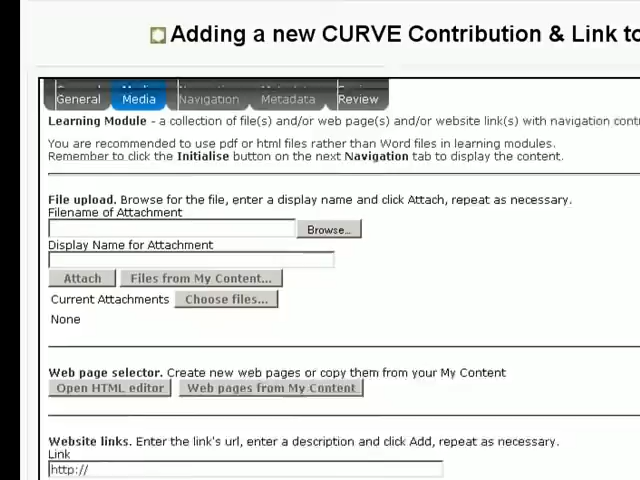 Adding a new CURVE Contribution & Link to
General Media Navigation Metadata Review
Learning Module - a collection of file(s) and/or web page(s) and/or website link(s) with navigation contr
You are recommended to use pdf or html files rather than Word files in learning modules.
Remember to click the Initialise button on the next Navigation tab to display the content.
File upload. Browse for the file, enter a display name and click Attach, repeat as necessary.
Filename of Attachment
Browse...
Display Name for Attachment
Attach Files from My Content...
Current Attachments Choose files...
None
Web page selector. Create new web pages or copy them from your My Content
Open HTML editor Web pages from My Content
Website links. Enter the link's url, enter a description and click Add, repeat as necessary.
Link
http://